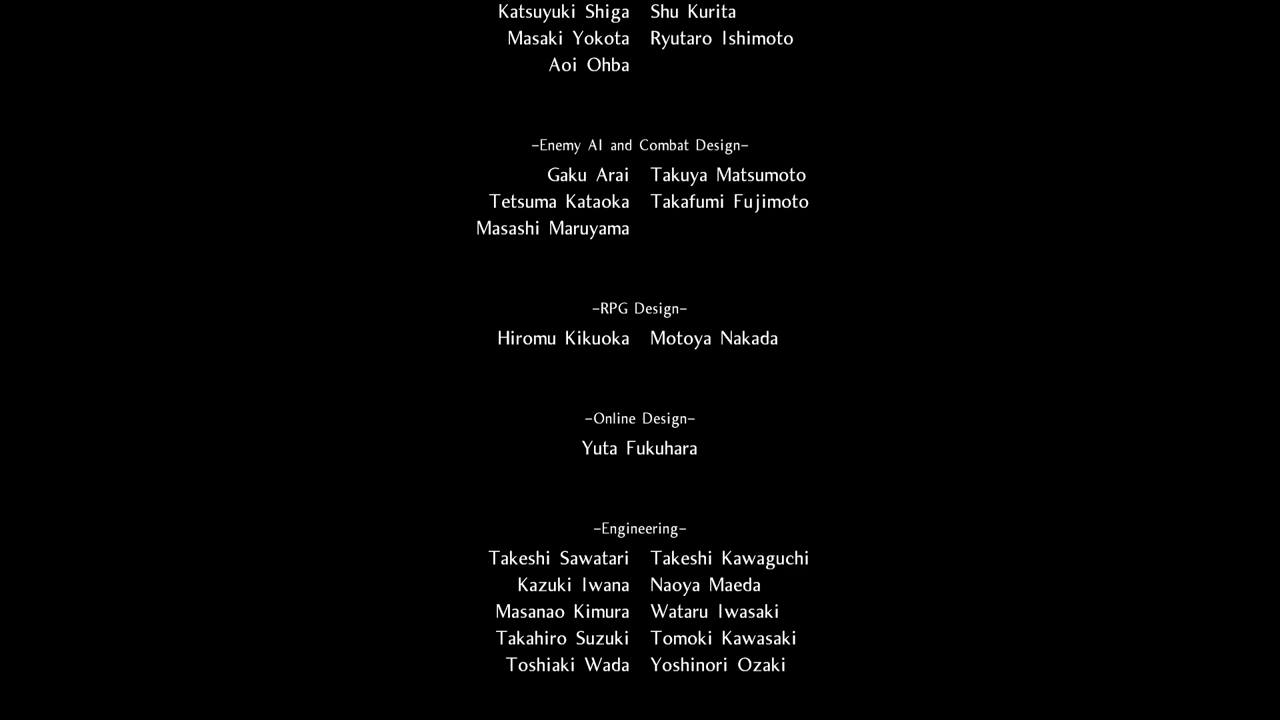 Katsuyuki Shiga Shu Kurita
Masaki Yokota Ryutaro Ishimoto
Aoi Ohba
-Enemy AI and Combat Design-
Gaku Arai Takuya Matsumoto
Tetsuma Kataoka Takafumi Fujimoto
Masashi Maruyama
-RPG Design-
Hiromu Kikuoka Motoya Nakada
-Online Design-
Yuta Fukuhara
-Engineering-
Takeshi Sawatari Takeshi Kawaguchi
Kazuki Iwana Naoya Maeda
Masanao Kimura Wataru Iwasaki
Takahiro Suzuki Tomoki Kawasaki
Toshiaki Wada Yoshinori Ozaki